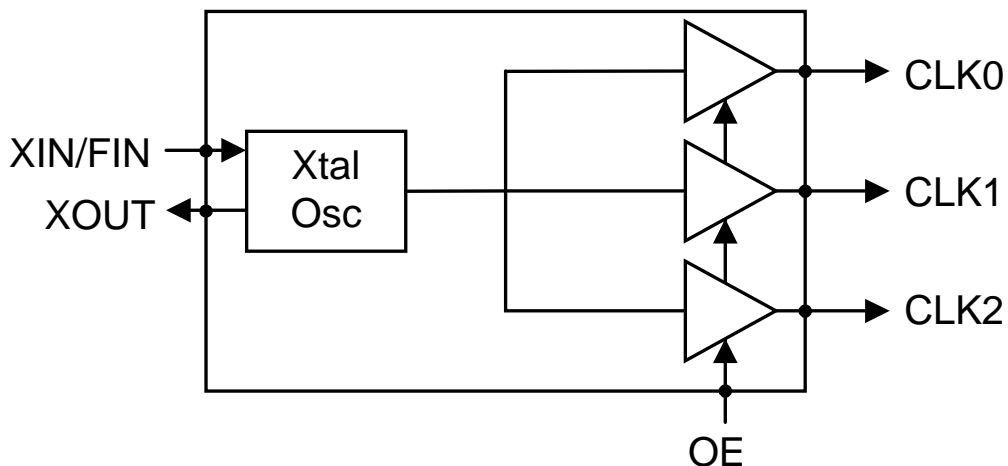 CLK0
XIN/FIN
Xtal
Osc
XOUT
CLK1
CLK2
OE